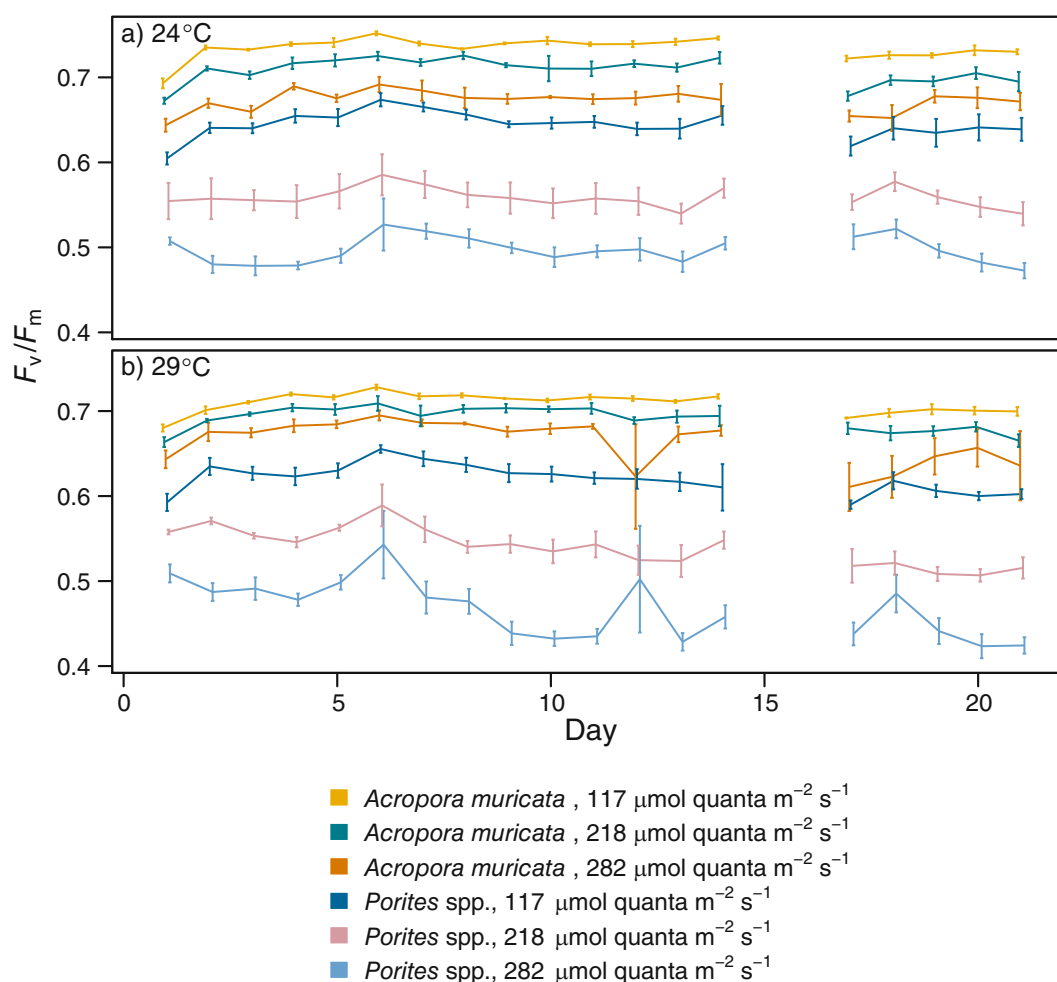 a) 24°C
0.7
0.6
0.5
0.4
Fv/Fm
b) 29°C
0.7
0.6
0.5
0.4
0 5 10 15 20
Day
Acropora muricata , 117 μmol quanta m−2 s−1
Acropora muricata , 218 μmol quanta m−2 s−1
Acropora muricata , 282 μmol quanta m−2 s−1
Porites spp., 117 μmol quanta m−2 s−1
Porites spp., 218 μmol quanta m−2 s−1
Porites spp., 282 μmol quanta m−2 s−1